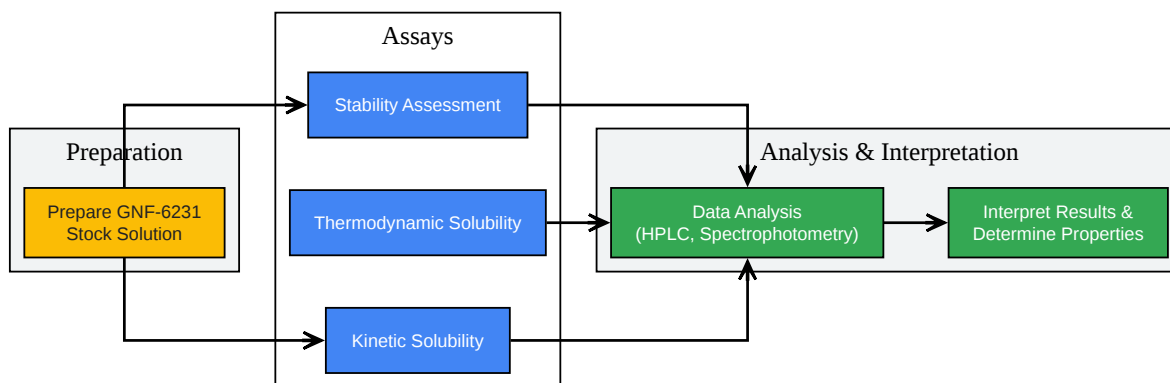 Preparation
Prepare GNF-6231
Stock Solution
Assays
Stability Assessment
Thermodynamic Solubility
Kinetic Solubility
Analysis & Interpretation
Data Analysis
(HPLC, Spectrophotometry)
Interpret Results &
Determine Properties